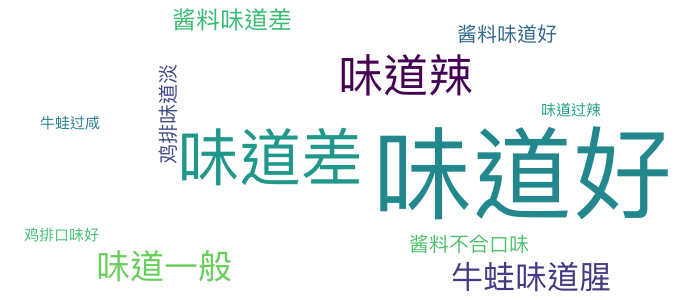 酱料味道差
酱料味道好
味道辣
鸡排味道淡
味道过辣
牛蛙过咸
味道差
味道好
鸡排口味好
酱料不合口味
味道一般
牛蛙味道腥